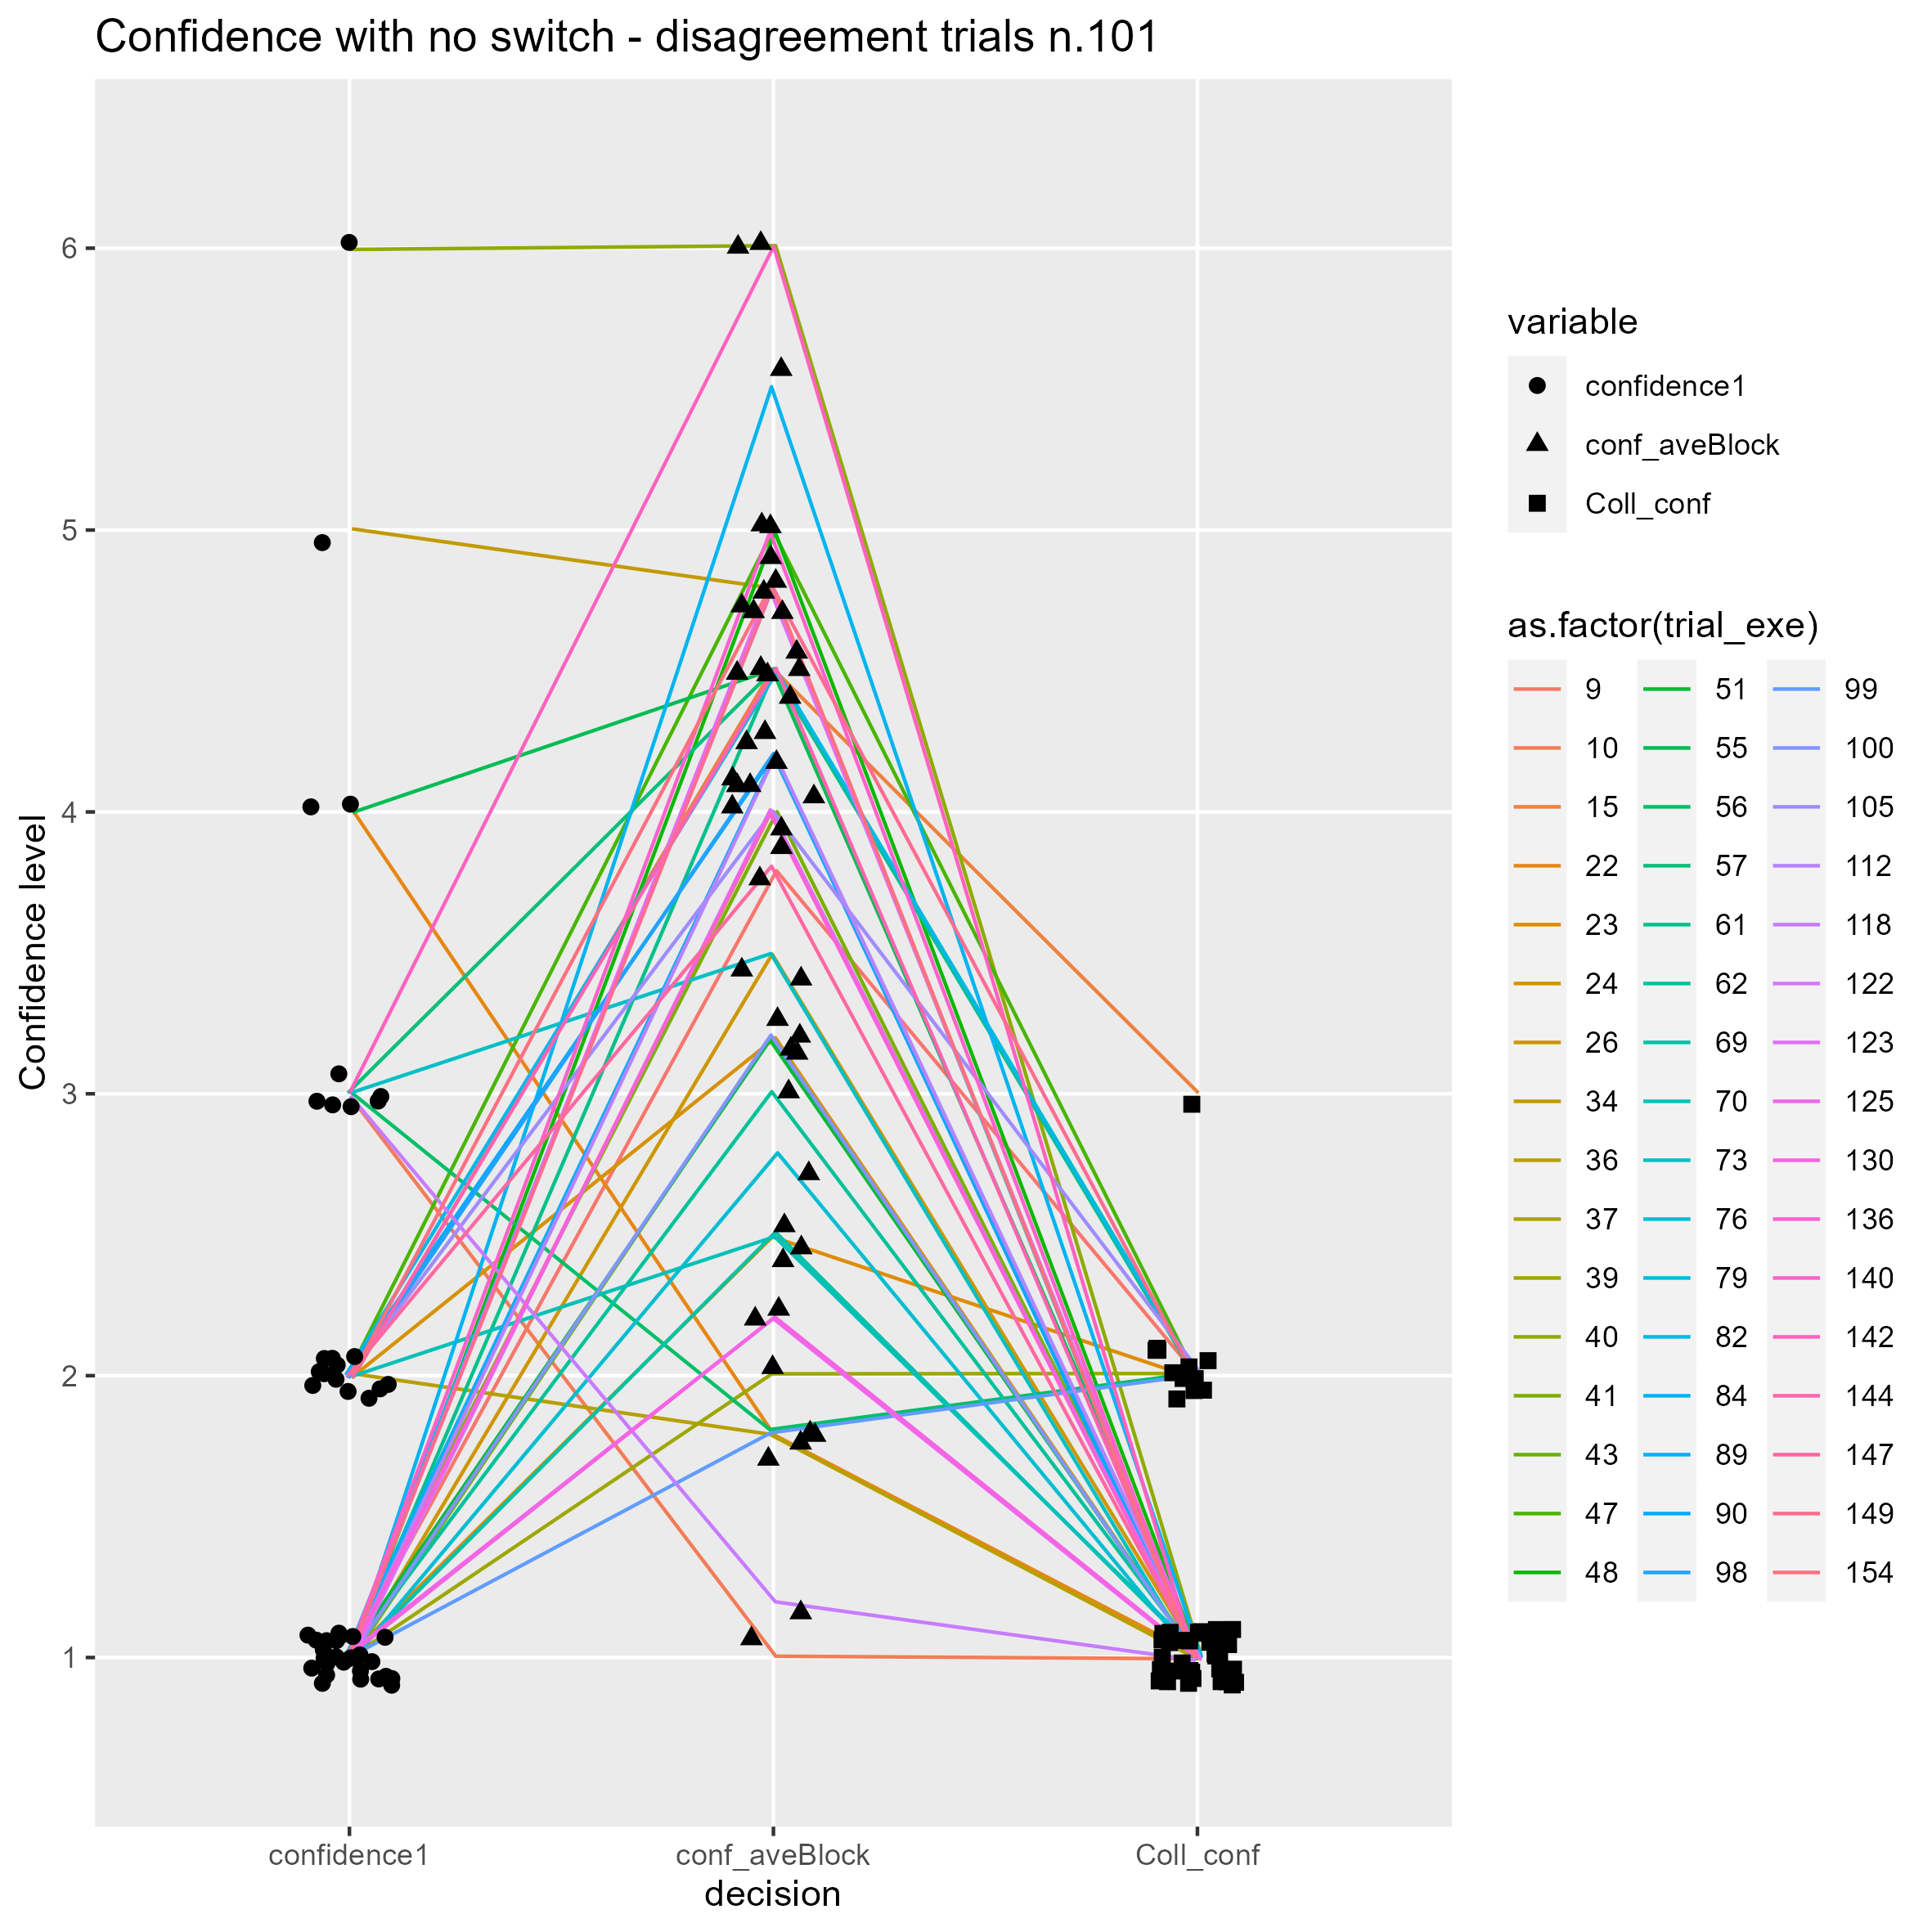 Confidence with no switch - disagreement trials n.101
Confidence level
6
5
4
3
2
1
confidence1
conf_aveBlock
Coll_conf
decision
variable
confidence1
conf_aveBlock
Coll_conf
as.factor(trial_exe)
9 51 99
10 55 100
15 56 105
22 57 112
23 61 118
24 62 122
26 69 123
34 70 125
36 73 130
37 76 136
39 79 140
40 82 142
41 84 144
43 89 147
47 90 149
48 98 154